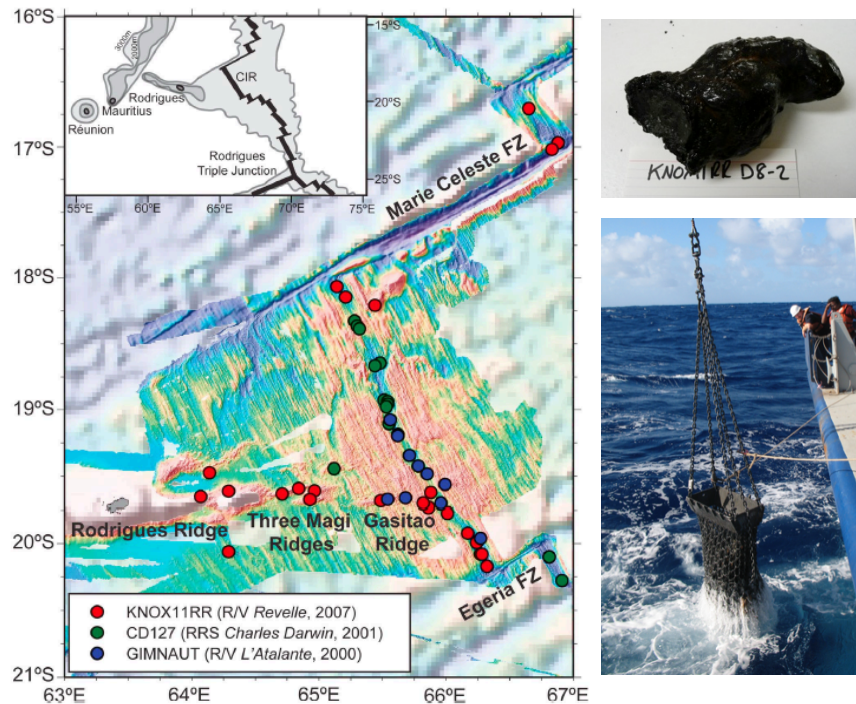 16°S
17°S
18°S
19°S
20°S
21°S
63°E
64°E
65°E
66°E
67°E
15°S
20°S
25°S
55°E
60°E
65°E
70°E
75°E
3000m
2000m
CIR
Rodrigues
Mauritius
Réunion
Rodrigues
Triple Junction
Marie Celeste FZ
Rodrigues Ridge
Three Magi
Ridges
Gasitao
Ridge
Egeria FZ
KNOX11RR (R/V Revelle, 2007)
CD127 (RRS Charles Darwin, 2001)
GIMNAUT (R/V L'Atalante, 2000)
KNOX11RR D8-2